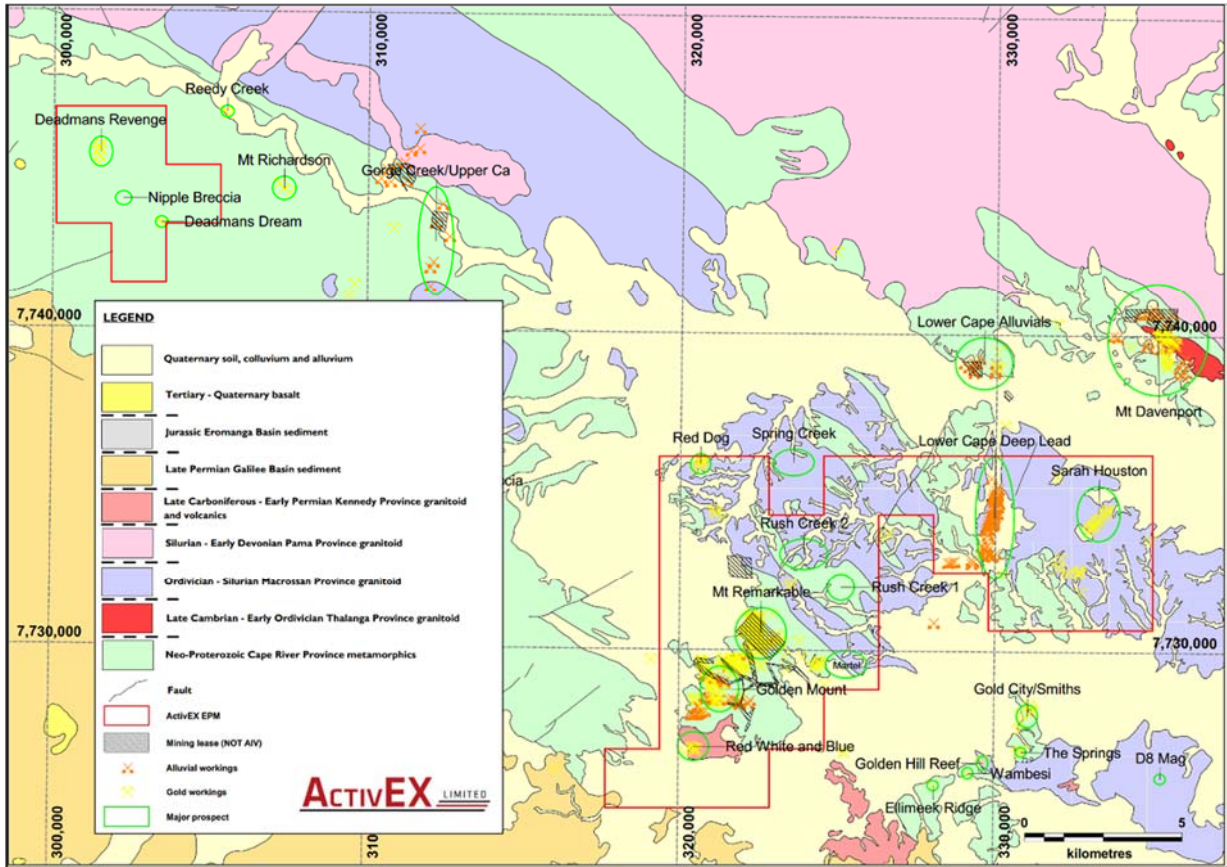 300,000
310,000
320,000
330,000
Reedy Creek
Deadmans Revenge
Mt Richardson
Gorge Creek/Upper Ca
Nipple Breccia
Deadmans Dream
7,740,000
Lower Cape Alluvials
7,740,000
Mt Davenport
Red Dog
Spring Creek
Lower Cape Deep Lead
Sarah Houston
cia
Rush Creek 2
Mt Remarkable
Rush Creek 1
7,730,000
7,730,000
Martel
Golden Mount
Gold City/Smiths
Red White and Blue
Golden Hill Reef
The Springs
D8 Mag
Wambesi
Ellimeek Ridge
LEGEND
Quaternary soil, colluvium and alluvium
Tertiary - Quaternary basalt
Jurassic Eromanga Basin sediment
Late Permian Galilee Basin sediment
Late Carboniferous - Early Permian Kennedy Province granitoid
and volcanics
Silurian - Early Devonian Pama Province granitoid
Ordivician - Silurian Macrossan Province granitoid
Late Cambrian - Early Ordivician Thalanga Province granitoid
Neo-Proterozoic Cape River Province metamorphics
Fault
ActivEX EPM
Mining lease (NOT AIV)
Alluvial workings
Gold workings
Major prospect
ACTIVEX LIMITED
0 5
kilometres
300,000
310
320,000
330,000